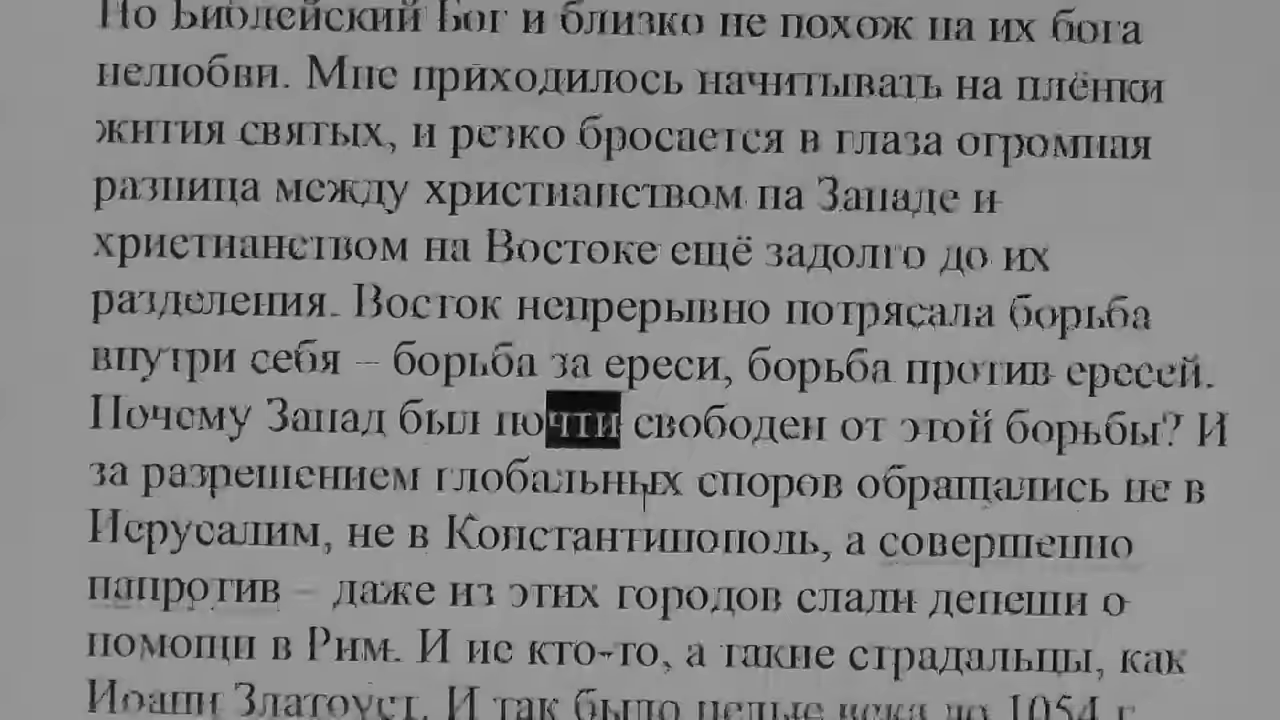 Но Библейский Бог и близко не похож на их бога
нелюбви. Мне приходилось начитывать на плёнки
жития святых, и резко бросается в глаза огромная
разница между христианством на Западе и
христианством на Востоке ещё задолго до их
разделения. Восток непрерывно потрясала борьба
внутри себя – борьба за ереси, борьба против ересей.
Почему Запад был почти свободен от этой борьбы? И
за разрешением глобальных споров обращались не в
Иерусалим, не в Константинополь, а совершенно
напротив – даже из этих городов слали депеши о
помощи в Рим. И не кто-то, а такие страдальцы, как
Иоанн Златоуст. И так было целые века до 1054 г.